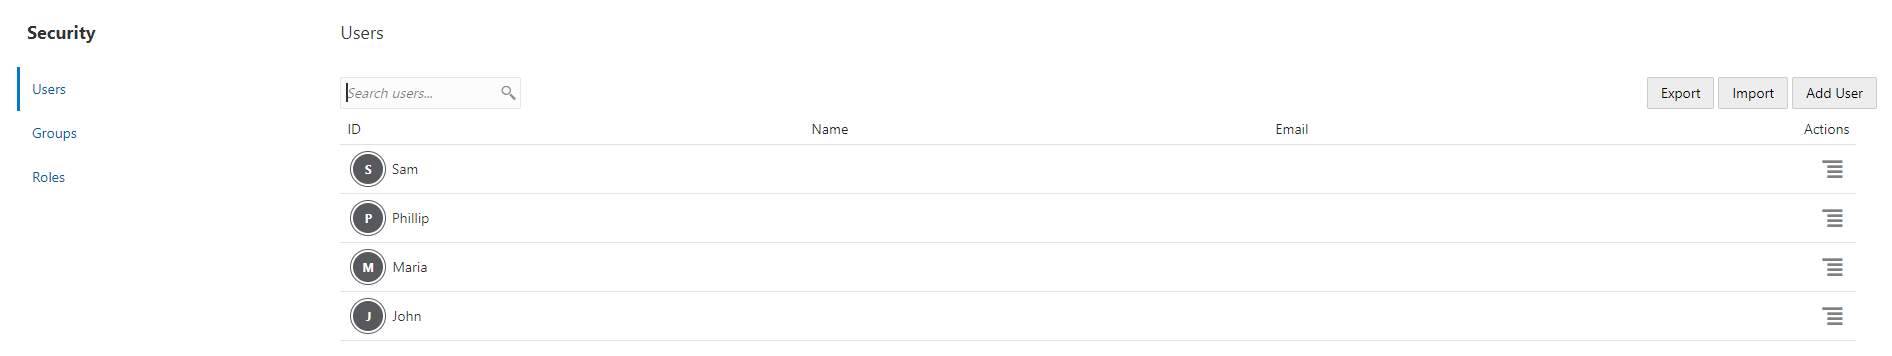 Security
Users
Groups
Roles
Users
Search users...
Export Import Add User
ID Name Email Actions
S Sam
P Phillip
M Maria
J John